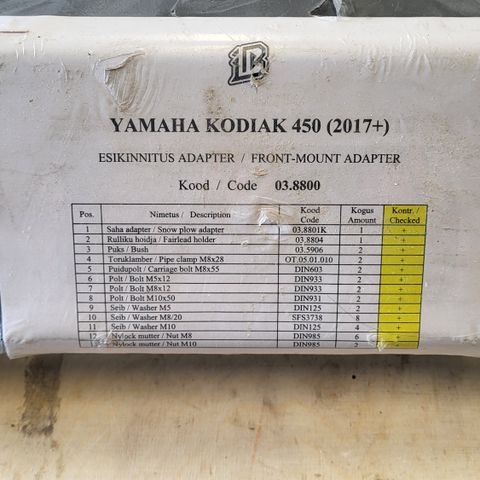 YAMAHA KODIAK 450 (2017+)
ESIKINNITUS ADAPTER / FRONT-MOUNT ADAPTER
Kood / Code 03.8800
Pos. Nimetus / Description Kood Code Kogus Amount Kontr. / Checked
1 Saha adapter / Snow plow adapter 03.8801K 1 +
2 Rulliku hoidja / Fairlead holder 03.8804 1 +
3 Puks / Bush 03.5906 2 +
4 Toruklamber / Pipe clamp M8x28 OT.05.01.010 2 +
5 Puidupolt / Carriage bolt M8x55 DIN603 2 +
6 Polt / Bolt M5x12 DIN933 2 +
7 Polt / Bolt M8x12 DIN933 2 +
8 Polt / Bolt M10x50 DIN931 2 +
9 Seib / Washer M5 DIN125 2 +
10 Seib / Washer M8/20 SFS3738 8 +
11 Seib / Washer M10 DIN125 4 +
12 Nylock mutter / Nut M8 DIN985 6 +
13 Nylock mutter / Nut M10 DIN985 2 +